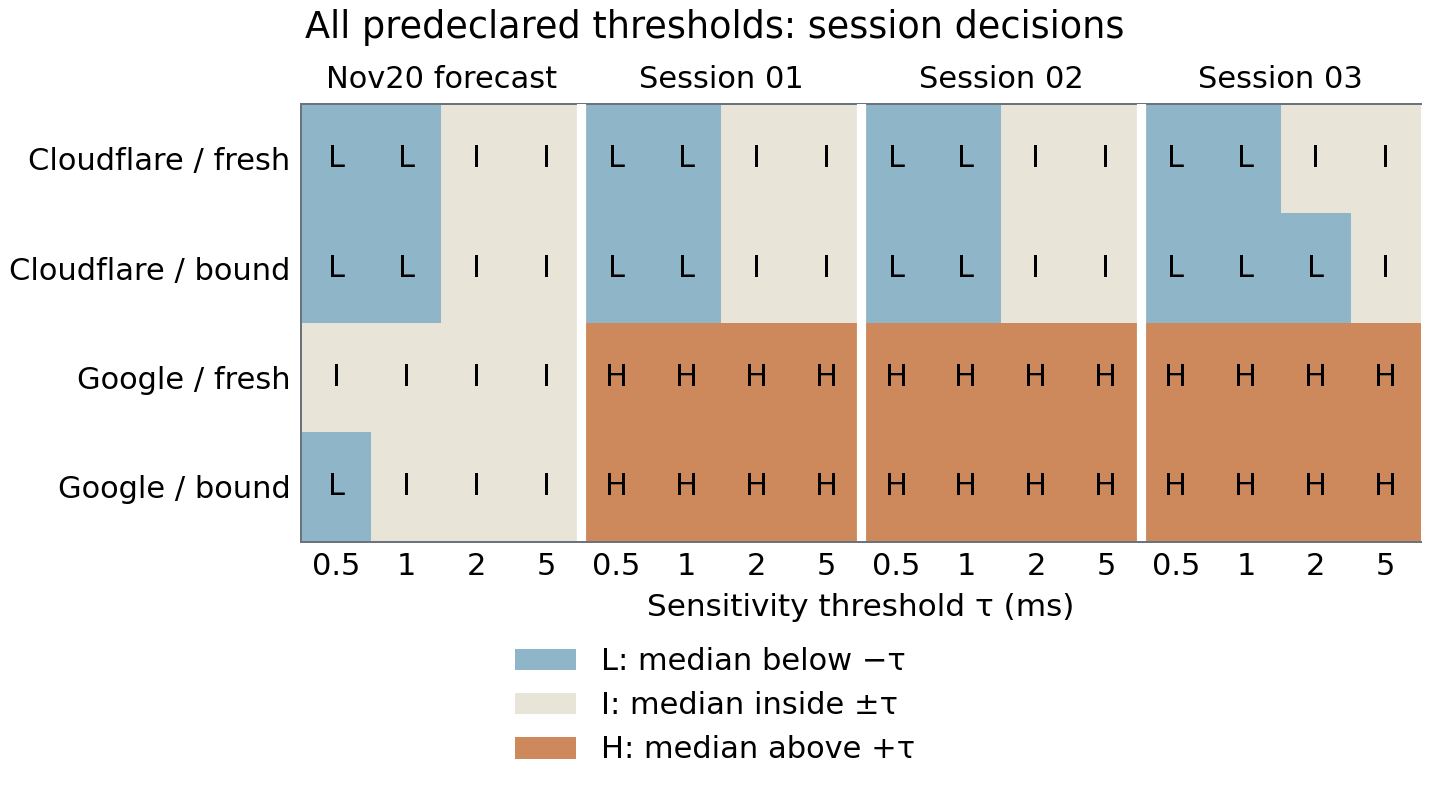 All predeclared thresholds: session decisions
Nov20 forecast Session 01 Session 02 Session 03
Cloudflare / fresh L L I I L L I I L L I I L L I I
Cloudflare / bound L L I I L L I I L L I I L L L I
Google / fresh I I I I H H H H H H H H H H H H
Google / bound L I I I H H H H H H H H H H H H
0.5 1 2 5 0.5 1 2 5 0.5 1 2 5 0.5 1 2 5
Sensitivity threshold τ (ms)
L: median below −τ
I: median inside ±τ
H: median above +τ